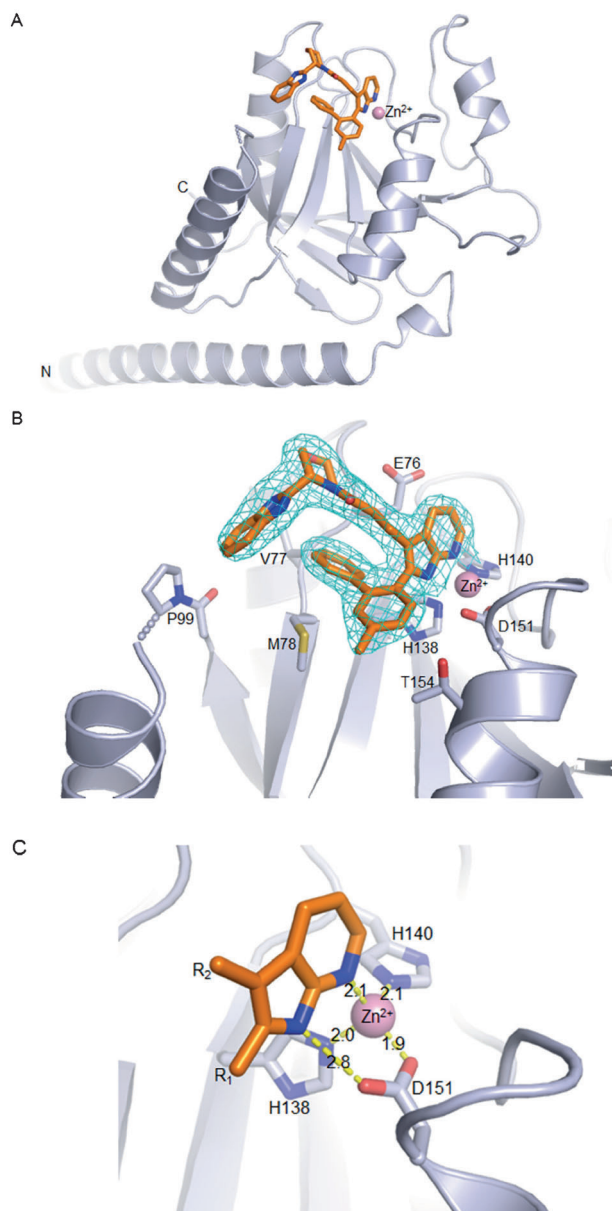 A
Zn²⁺
C
N
B
E76
V77
H140
Zn²⁺
P99
D151
M78
H138
T154
C
H140
R₂
2.1
2.1
Zn²⁺
2.0
1.9
2.8
R₁
D151
H138